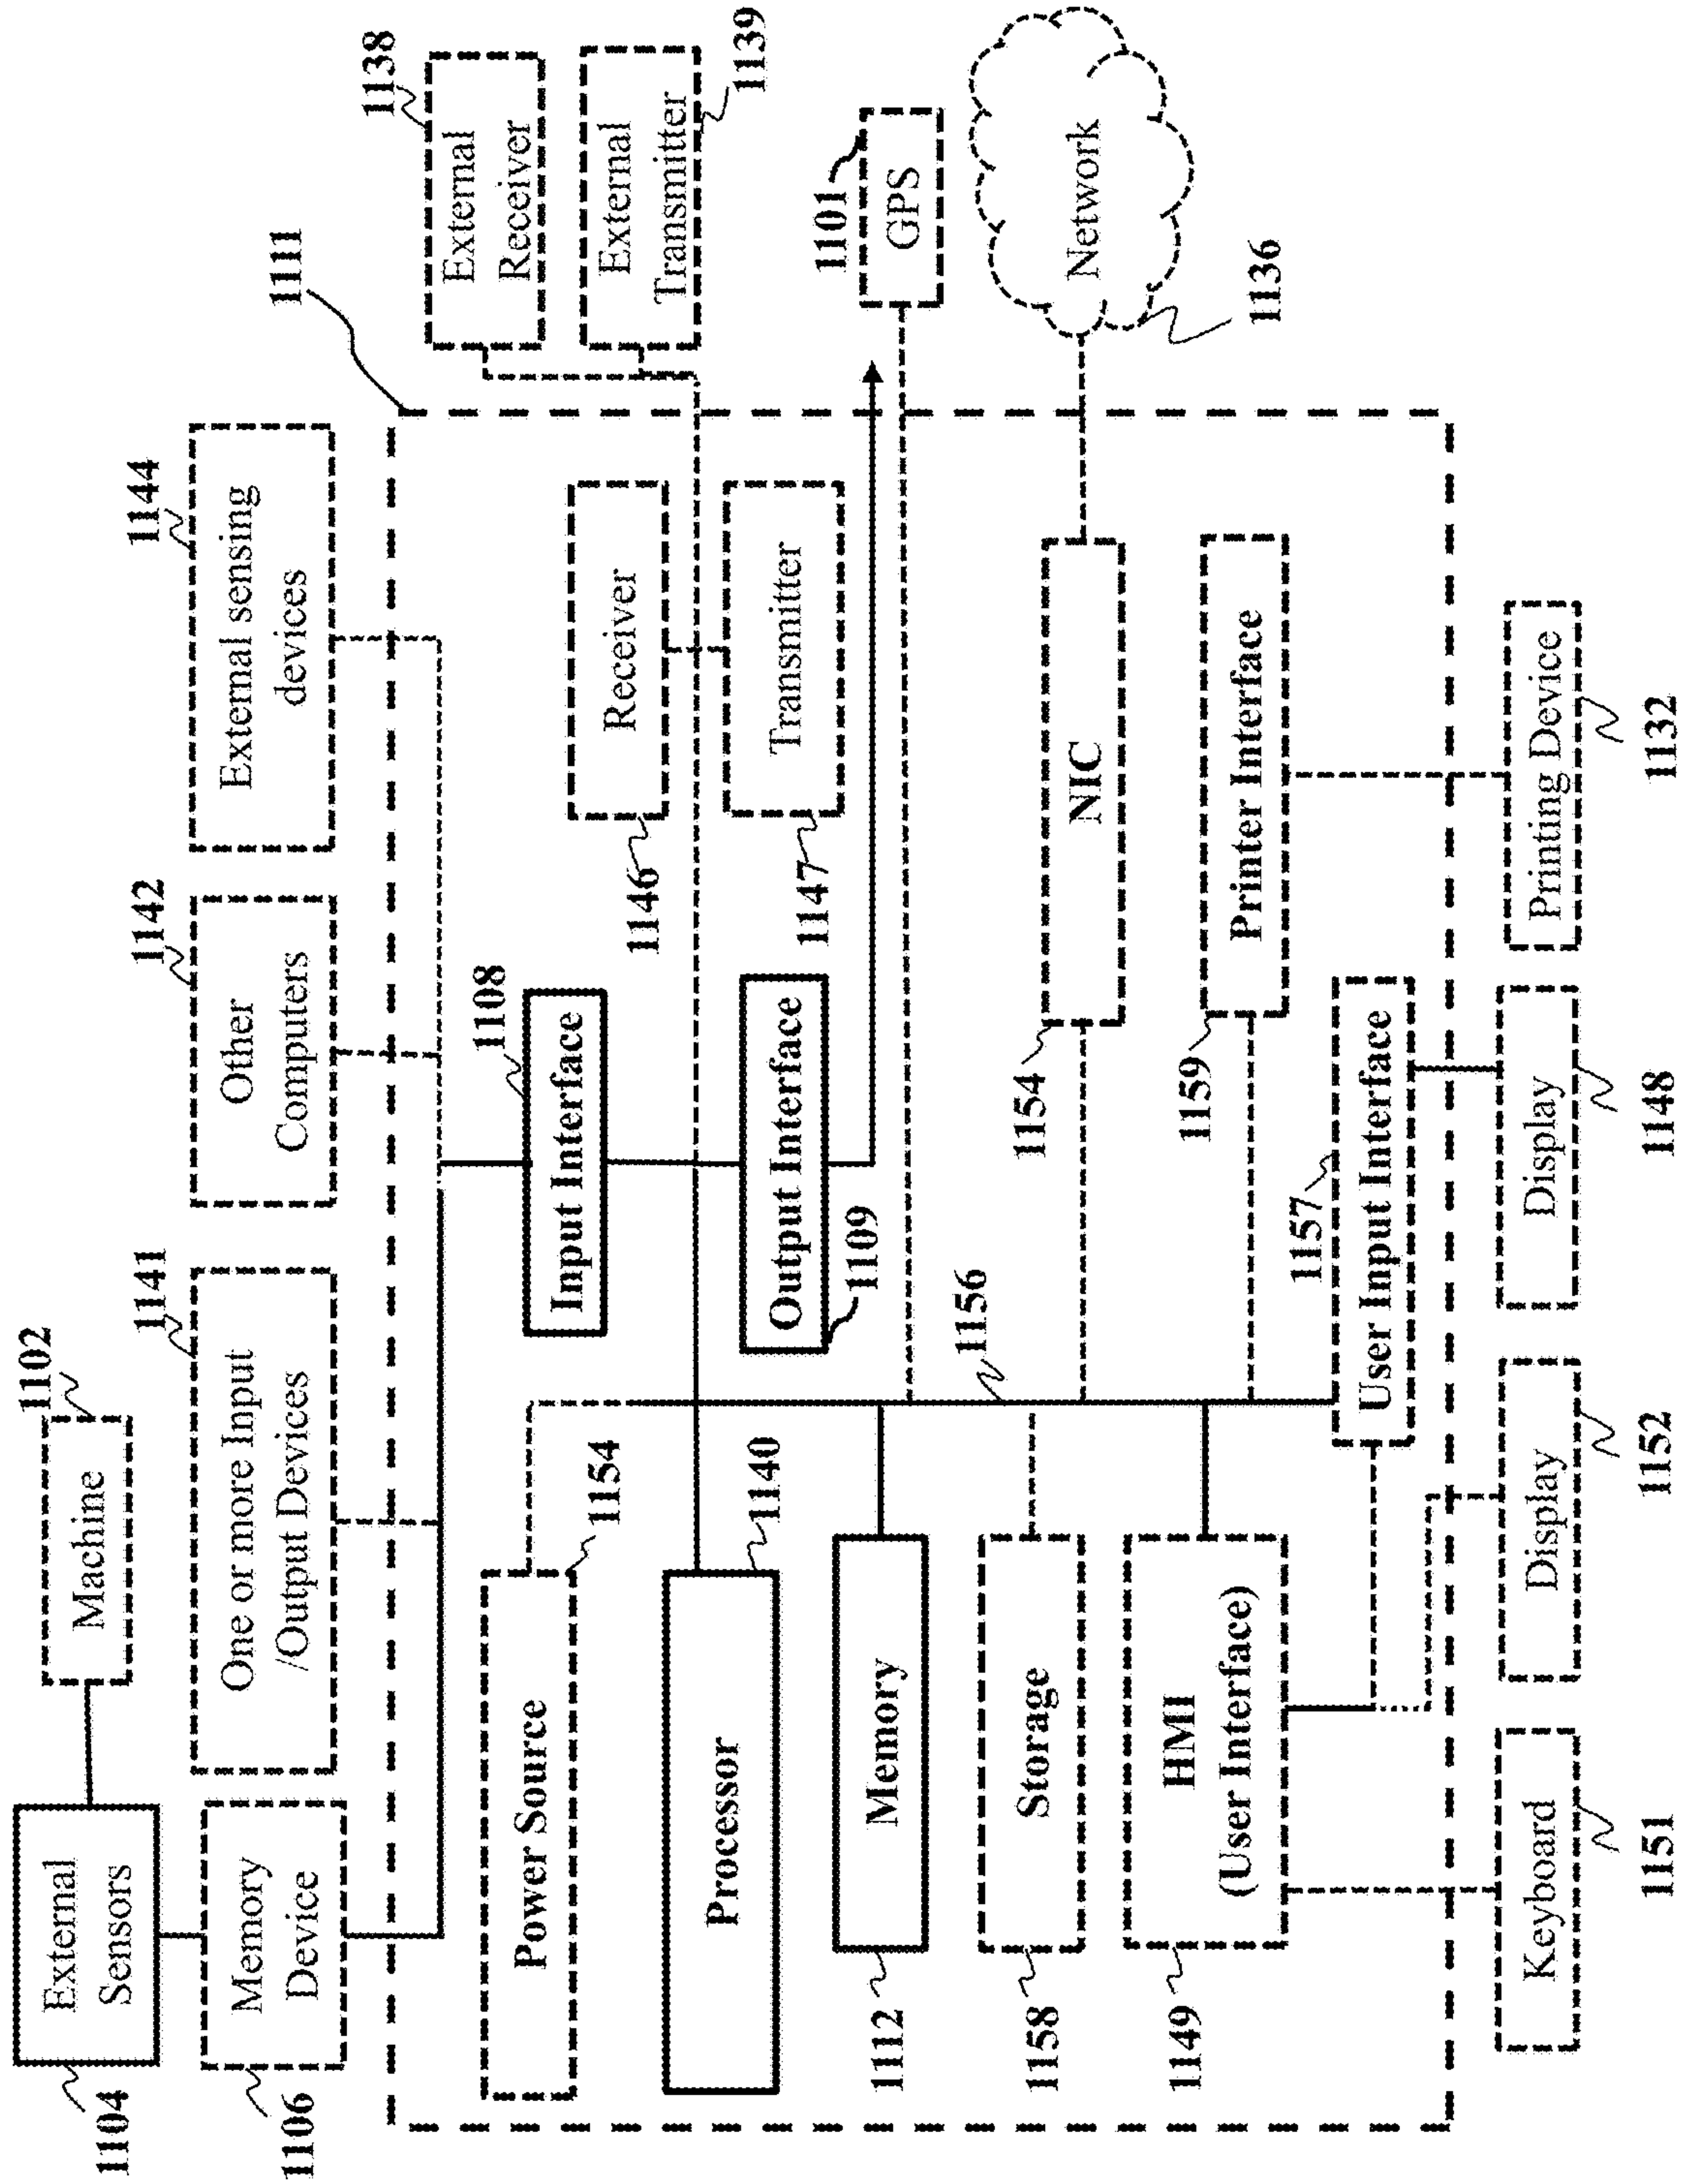 1104
External
Sensors
Machine
1102
1106
Memory
Device
One or more Input
/Output Devices
1141
Other
Computers
1142
External sensing
devices
1144
1111
Power Source
1154
Input Interface
1108
Receiver
1146
External
Receiver
1138
Processor
1140
Output Interface
1109
Transmitter
1147
External
Transmitter
1139
Memory
1112
GPS
1101
Storage
1158
1156
NIC
1154
Network
1136
HMI
(User Interface)
1149
Printer Interface
1159
User Input Interface
1157
Keyboard
1151
Display
1152
Display
1148
Printing Device
1132